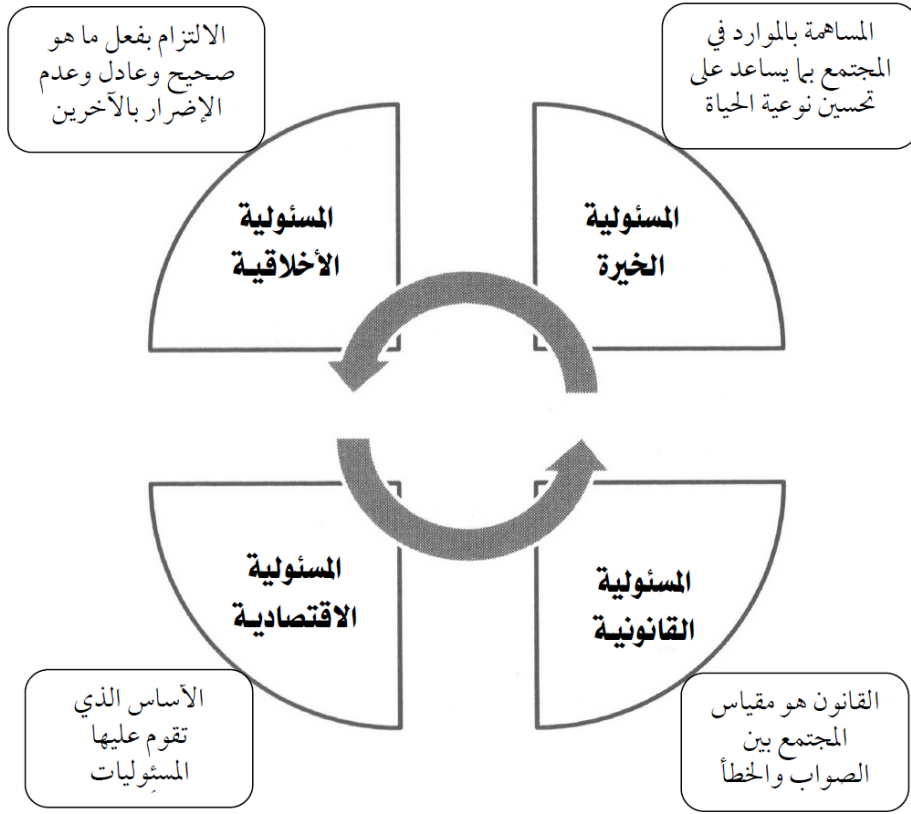 المساهمة بالموارد في
المجتمع بما يساعد على
تحسين نوعية الحياة
الالتزام بفعل ما هو
صحيح وعادل وعدم
الإضرار بالآخرين
المسئولية
الخيرة
المسئولية
الأخلاقية
المسئولية
القانونية
المسئولية
الاقتصادية
القانون هو مقياس
المجتمع بين
الصواب والخطأ
الآساس الذي
تقوم عليها
المسئوليات